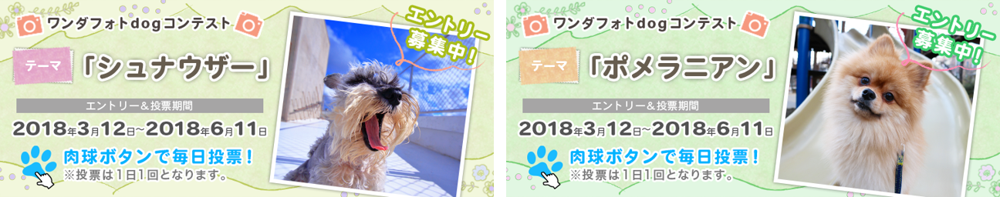 ワンダフォトdogコンテスト
エントリー
募集中!
テーマ
「シュナウザー」
エントリー&投票期間
2018年3月12日~2018年6月11日
肉球ボタンで毎日投票!
※投票は1日1回となります。
ワンダフォトdogコンテスト
エントリー
募集中!
テーマ
「ポメラニアン」
エントリー&投票期間
2018年3月12日~2018年6月11日
肉球ボタンで毎日投票!
※投票は1日1回となります。